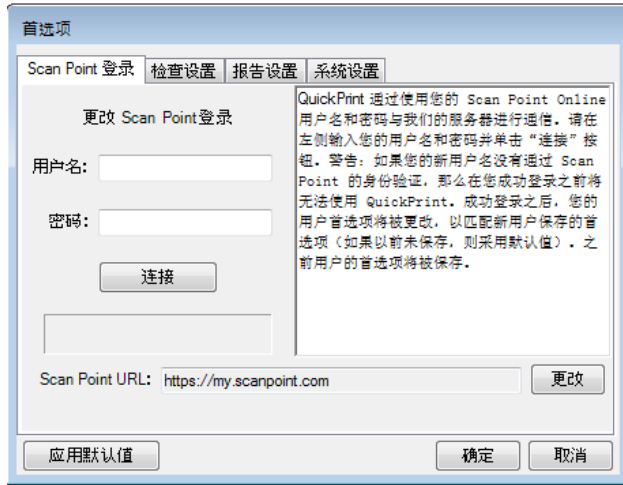 首选项
Scan Point 登录 检查设置 报告设置 系统设置
更改 Scan Point登录
用户名:
密码:
连接
QuickPrint 通过使用您的 Scan Point Online
用户名和密码与我们的服务器进行通信。请在
左侧输入您的用户名和密码并单击“连接”按
钮。警告: 如果您的新用户名没有通过 Scan
Point 的身份验证, 那么在您成功登录之前将
无法使用 QuickPrint。成功登录之后, 您的
用户首选项将被更改, 以匹配新用户保存的首
选项 (如果以前未保存, 则采用默认值) 。之
前用户的首选项将被保存。
Scan Point URL: https://my.scanpoint.com 更改
应用默认值 确定 取消